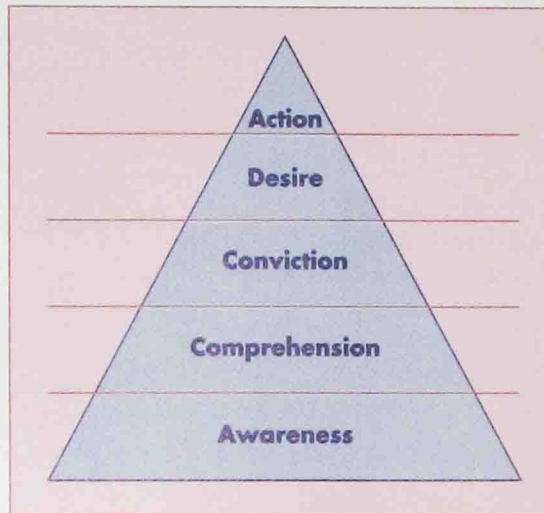 Action
Desire
Conviction
Comprehension
Awareness